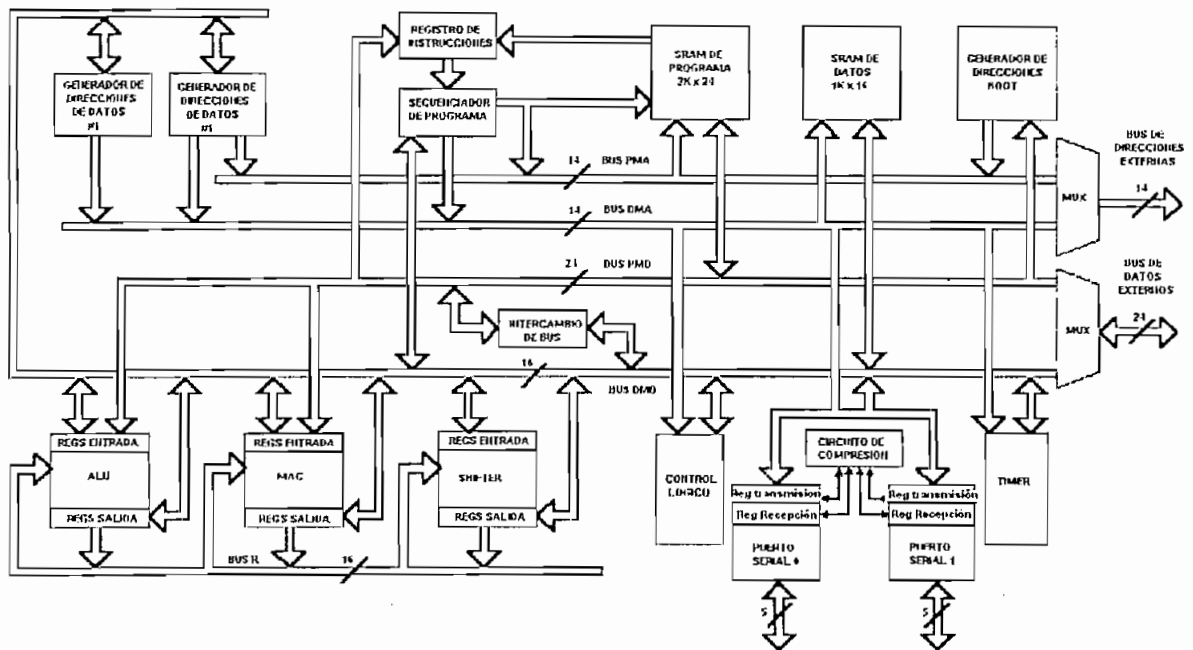 REGISTRO DE
INSTRUCCIONES
GENERADOR DE
DIRECCIONES
DE DATOS
#1
GENERADOR DE
DIRECCIONES
DE DATOS
#1
SECUENCIADOR
DE PROGRAMA
SRAM DE
PROGRAMA
2K x 24
SRAM DE
DATOS
1K x 16
GENERADOR DE
DIRECCIONES
BOOT
14
BUS PMA
14
BUS DMA
BUS PMD
MUX
BUS DE
DIRECCIONES
EXTERNAS
14
INTERCAMBIO
DE BUS
16
BUS DMD
MUX
BUS DE
DATOS
EXTERNOS
24
REGS ENTRADA
ALU
REGS SALIDA
REGS ENTRADA
MAC
REGS SALIDA
REGS ENTRADA
SHIFTER
REGS SALIDA
BUS R
16
CONTROL
LOGICO
CIRCUITO DE
COMPRESION
Reg transmision
Reg Recepción
PUERTO
SERIAL 0
5
Reg transmisión
Reg Recepción
PUERTO
SERIAL 1
5
TIMER